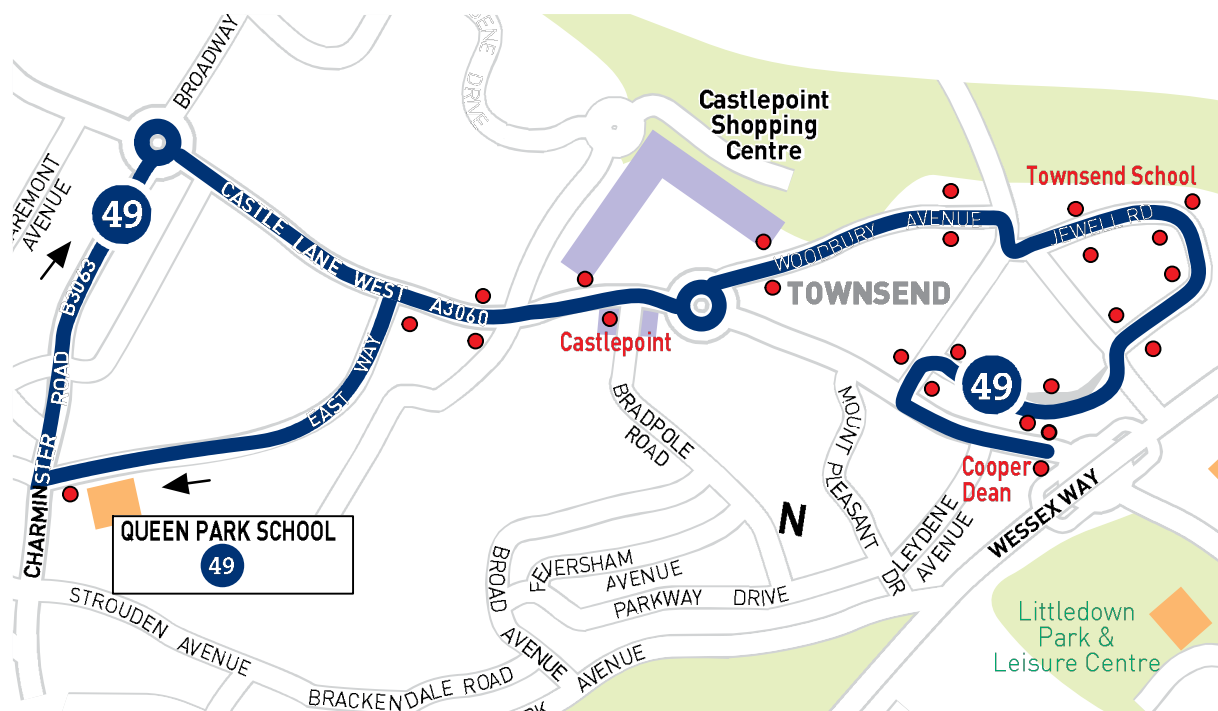 BROADWAY
BENE DRIVE
Castlepoint
Shopping
Centre
Townsend School
AREMONT
AVENUE
49
CASTLE LANE WEST A3060
WOODBURY AVENUE
JEWELL RD
B3063
TOWNSEND
Castlepoint
49
EAST WAY
BRADPOLE
ROAD
MOUNT PLEASANT
DR
Cooper
Dean
CHARMINSTER ROAD
N
LEYDENE
AVENUE
WESSEX WAY
QUEEN PARK SCHOOL
49
BROAD
AVENUE
FEVERSHAM
AVENUE
PARKWAY DRIVE
STROUDEN AVENUE
Littledown
Park &
Leisure Centre
BRACKENDALE ROAD
AVENUE